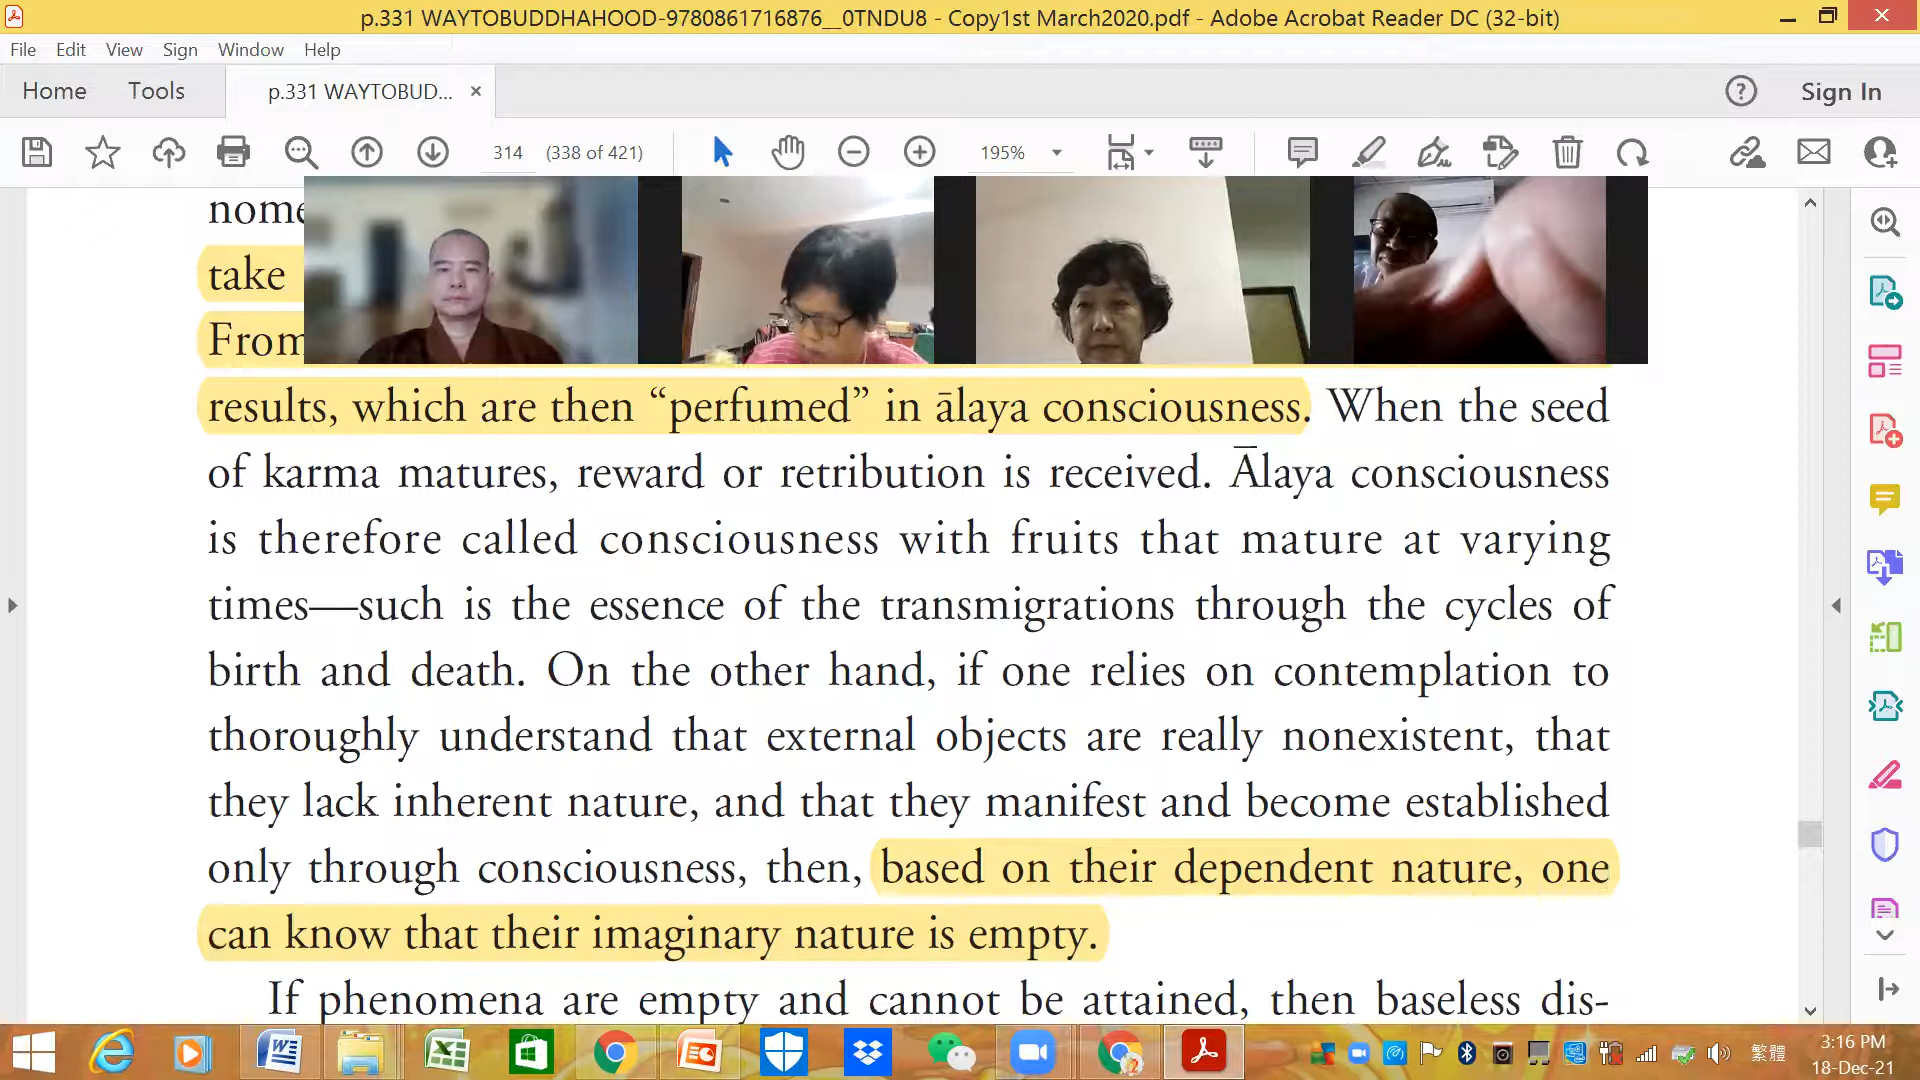 p.331 WAYTOBUDDHAHOOD-9780861716876__0TNDU8 - Copy1st March2020.pdf - Adobe Acrobat Reader DC (32-bit)
File Edit View Sign Window Help
Home Tools p.331 WAYTOBUD... × Sign In
314 (338 of 421) 195%
nome
take
From
results, which are then “perfumed” in ālaya consciousness. When the seed
of karma matures, reward or retribution is received. Ālaya consciousness
is therefore called consciousness with fruits that mature at varying
times—such is the essence of the transmigrations through the cycles of
birth and death. On the other hand, if one relies on contemplation to
thoroughly understand that external objects are really nonexistent, that
they lack inherent nature, and that they manifest and become established
only through consciousness, then, based on their dependent nature, one
can know that their imaginary nature is empty.
If phenomena are empty and cannot be attained, then baseless dis-
繁體 3:16 PM
18-Dec-21